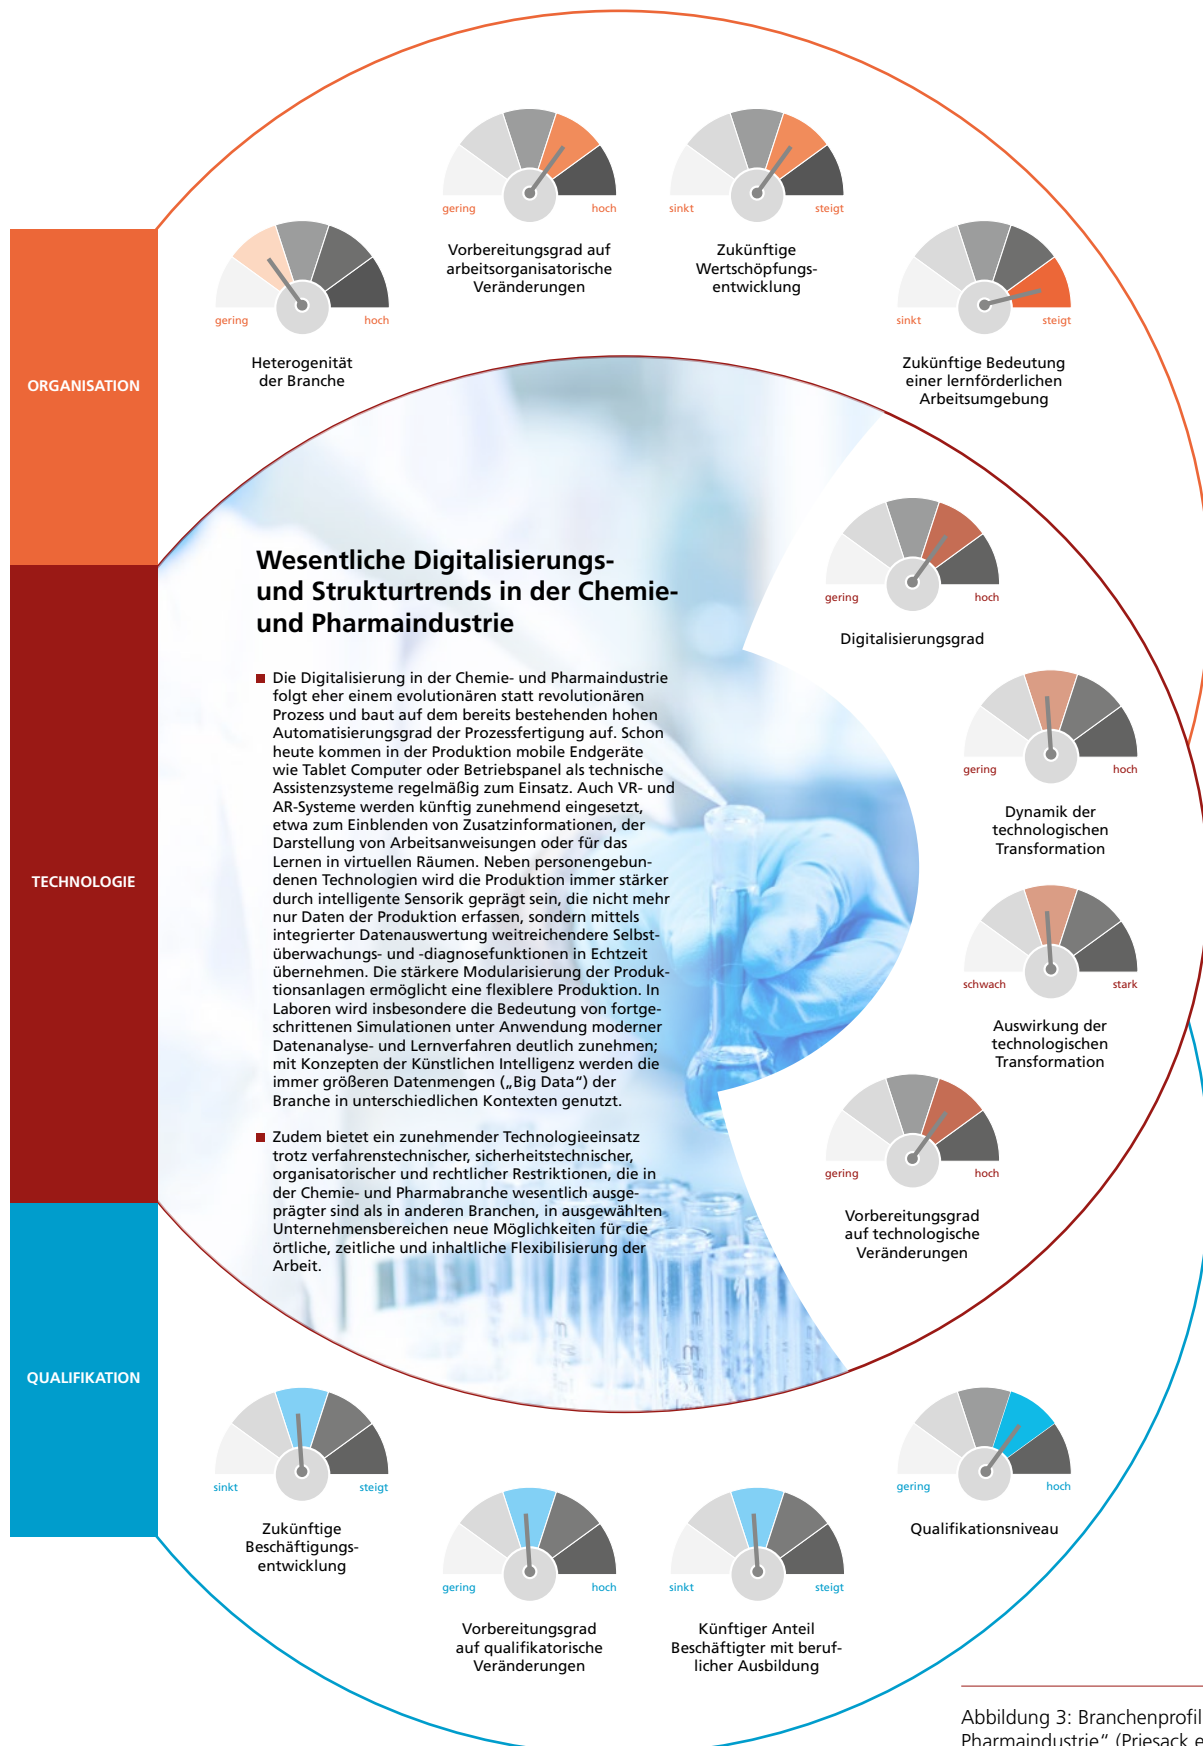 gering
hoch
Vorbereitungsgrad auf
arbeitsorganisatorische
Veränderungen
sinkt
steigt
Zukünftige
Wertschöpfungs-
entwicklung
gering
hoch
Heterogenität
der Branche
sinkt
steigt
Zukünftige Bedeutung
einer lernförderlichen
Arbeitsumgebung
ORGANISATION
TECHNOLOGIE
QUALIFIKATION
Wesentliche Digitalisierungs-
und Strukturtrends in der Chemie-
und Pharmaindustrie
Die Digitalisierung in der Chemie- und Pharmaindustrie
folgt eher einem evolutionären statt revolutionären
Prozess und baut auf dem bereits bestehenden hohen
Automatisierungsgrad der Prozessfertigung auf. Schon
heute kommen in der Produktion mobile Endgeräte
wie Tablet Computer oder Betriebspanel als technische
Assistenzsysteme regelmäßig zum Einsatz. Auch VR- und
AR-Systeme werden künftig zunehmend eingesetzt,
etwa zum Einblenden von Zusatzinformationen, der
Darstellung von Arbeitsanweisungen oder für das
Lernen in virtuellen Räumen. Neben personengebun-
denen Technologien wird die Produktion immer stärker
durch intelligente Sensorik geprägt sein, die nicht mehr
nur Daten der Produktion erfassen, sondern mittels
integrierter Datenauswertung weitreichendere Selbst-
überwachungs- und -diagnosefunktionen in Echtzeit
übernehmen. Die stärkere Modularisierung der Produk-
tionsanlagen ermöglicht eine flexiblere Produktion. In
Laboren wird insbesondere die Bedeutung von fortge-
schrittenen Simulationen unter Anwendung moderner
Datenanalyse- und Lernverfahren deutlich zunehmen;
mit Konzepten der Künstlichen Intelligenz werden die
immer größeren Datenmengen („Big Data“) der
Branche in unterschiedlichen Kontexten genutzt.
Zudem bietet ein zunehmender Technologieeinsatz
trotz verfahrenstechnischer, sicherheitstechnischer,
organisatorischer und rechtlicher Restriktionen, die in
der Chemie- und Pharmabranche wesentlich ausge-
prägter sind als in anderen Branchen, in ausgewählten
Unternehmensbereichen neue Möglichkeiten für die
örtliche, zeitliche und inhaltliche Flexibilisierung der
Arbeit.
gering
hoch
Digitalisierungsgrad
gering
hoch
Dynamik der
technologischen
Transformation
schwach
stark
Auswirkung der
technologischen
Transformation
gering
hoch
Vorbereitungsgrad
auf technologische
Veränderungen
sinkt
steigt
Zukünftige
Beschäftigungs-
entwicklung
gering
hoch
Vorbereitungsgrad
auf qualifikatorische
Veränderungen
sinkt
steigt
Künftiger Anteil
Beschäftigter mit beruf-
licher Ausbildung
gering
hoch
Qualifikationsniveau
Abbildung 3: Branchenprofil
Pharmaindustrie“ (Priesack e